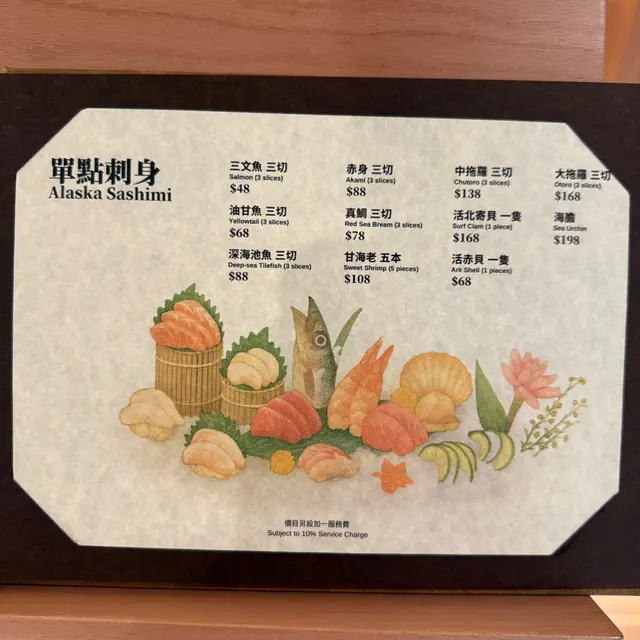 單點刺身
Alaska Sashimi
三文魚 三切
Salmon (3 slices)
$48
赤身 三切
Akami (3 slices)
$88
中拖羅 三切
Chutoro (3 slices)
$138
大拖羅 三切
Otoro (3 slices)
$168
油甘魚 三切
Yellowtail (3 slices)
$68
真鯛 三切
Red Sea Bream (3 slices)
$78
活北寄貝 一隻
Surf Clam (1 piece)
$168
海膽
Sea Urchin
$198
深海池魚 三切
Deep-sea Tilefish (3 slices)
$88
甘海老 五本
Sweet Shrimp (5 pieces)
$108
活赤貝 一隻
Ark Shell (1 pieces)
$68
價目另設加一服務費
Subject to 10% Service Charge